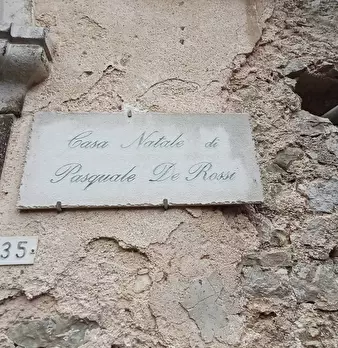 Casa Natale di
Pasquale De Rossi
35